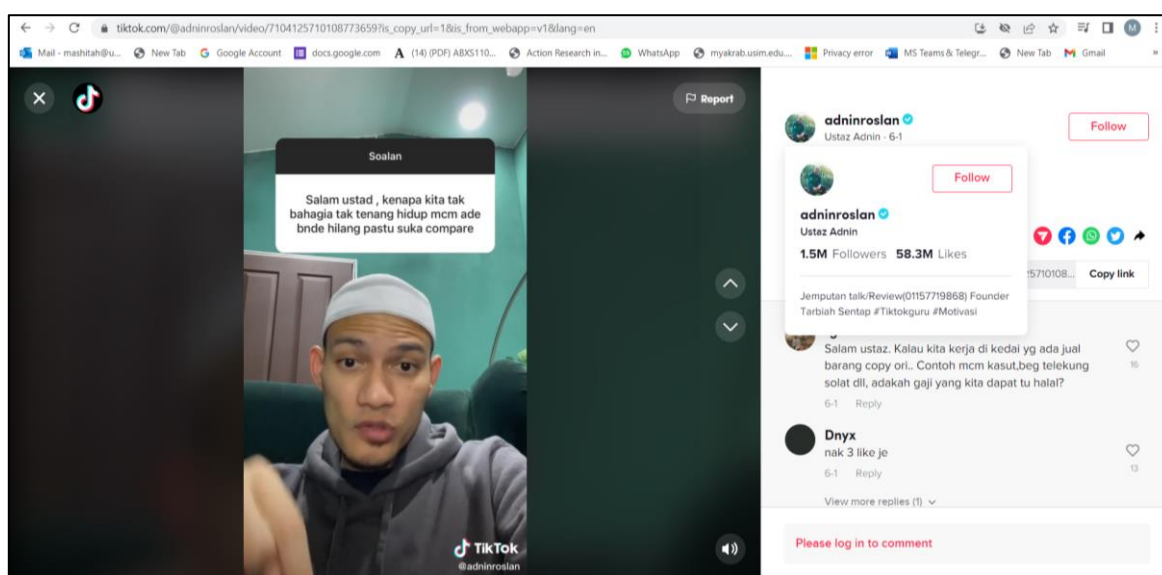 tiktok.com/@adninroslan/video/7104125710108773659?is_copy_url=1&is_from_webapp=v1&lang=en
M
Mail - mashitah@u... New Tab Google Account docs.google.com (14) (PDF) ABXS110... Action Research in... WhatsApp myakrab.usim.edu.... Privacy error MS Teams & Telegr... New Tab Gmail »
Report
Soalan
Salam ustad , kenapa kita tak
bahagia tak tenang hidup mcm ade
bnde hilang pastu suka compare
TikTok
@adninroslan
adninroslan
Ustaz Admin · 6-1
Follow
Follow
adninroslan
Ustaz Admin
1.5M Followers 58.3M Likes
Jemputan talk/Review(01157719868) Founder
Tarbiah Sentap #Tiktokguru #Motivasi
5710108... Copy link
Salam ustaz. Kalau kita kerja di kedai yg ada jual
barang copy ori.. Contoh mcm kasut,beg telekung
solat dll, adakah gaji yang kita dapat tu halal?
16
6-1 Reply
Dnyx
nak 3 like je
13
6-1 Reply
View more replies (1)
Please log in to comment